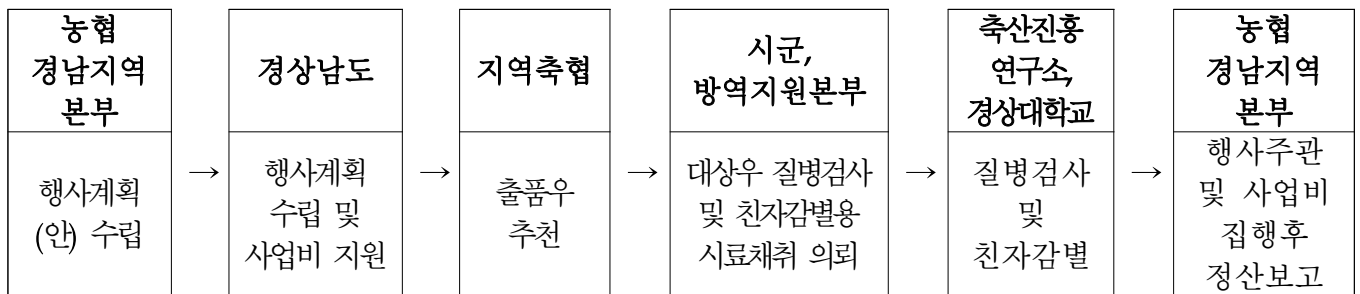 농협
경남지역
본부
행사계획
(안) 수립
→
경상남도
행사계획
수립 및
사업비 지원
→
지역축협
출품우
추천
→
시군,
방역지원본부
대상우 질병검사
및 친자감별용
시료채취 의뢰
→
축산진흥
연구소,
경상대학교
질병검사
및
친자감별
→
농협
경남지역
본부
행사주관
및 사업비
집행후
정산보고